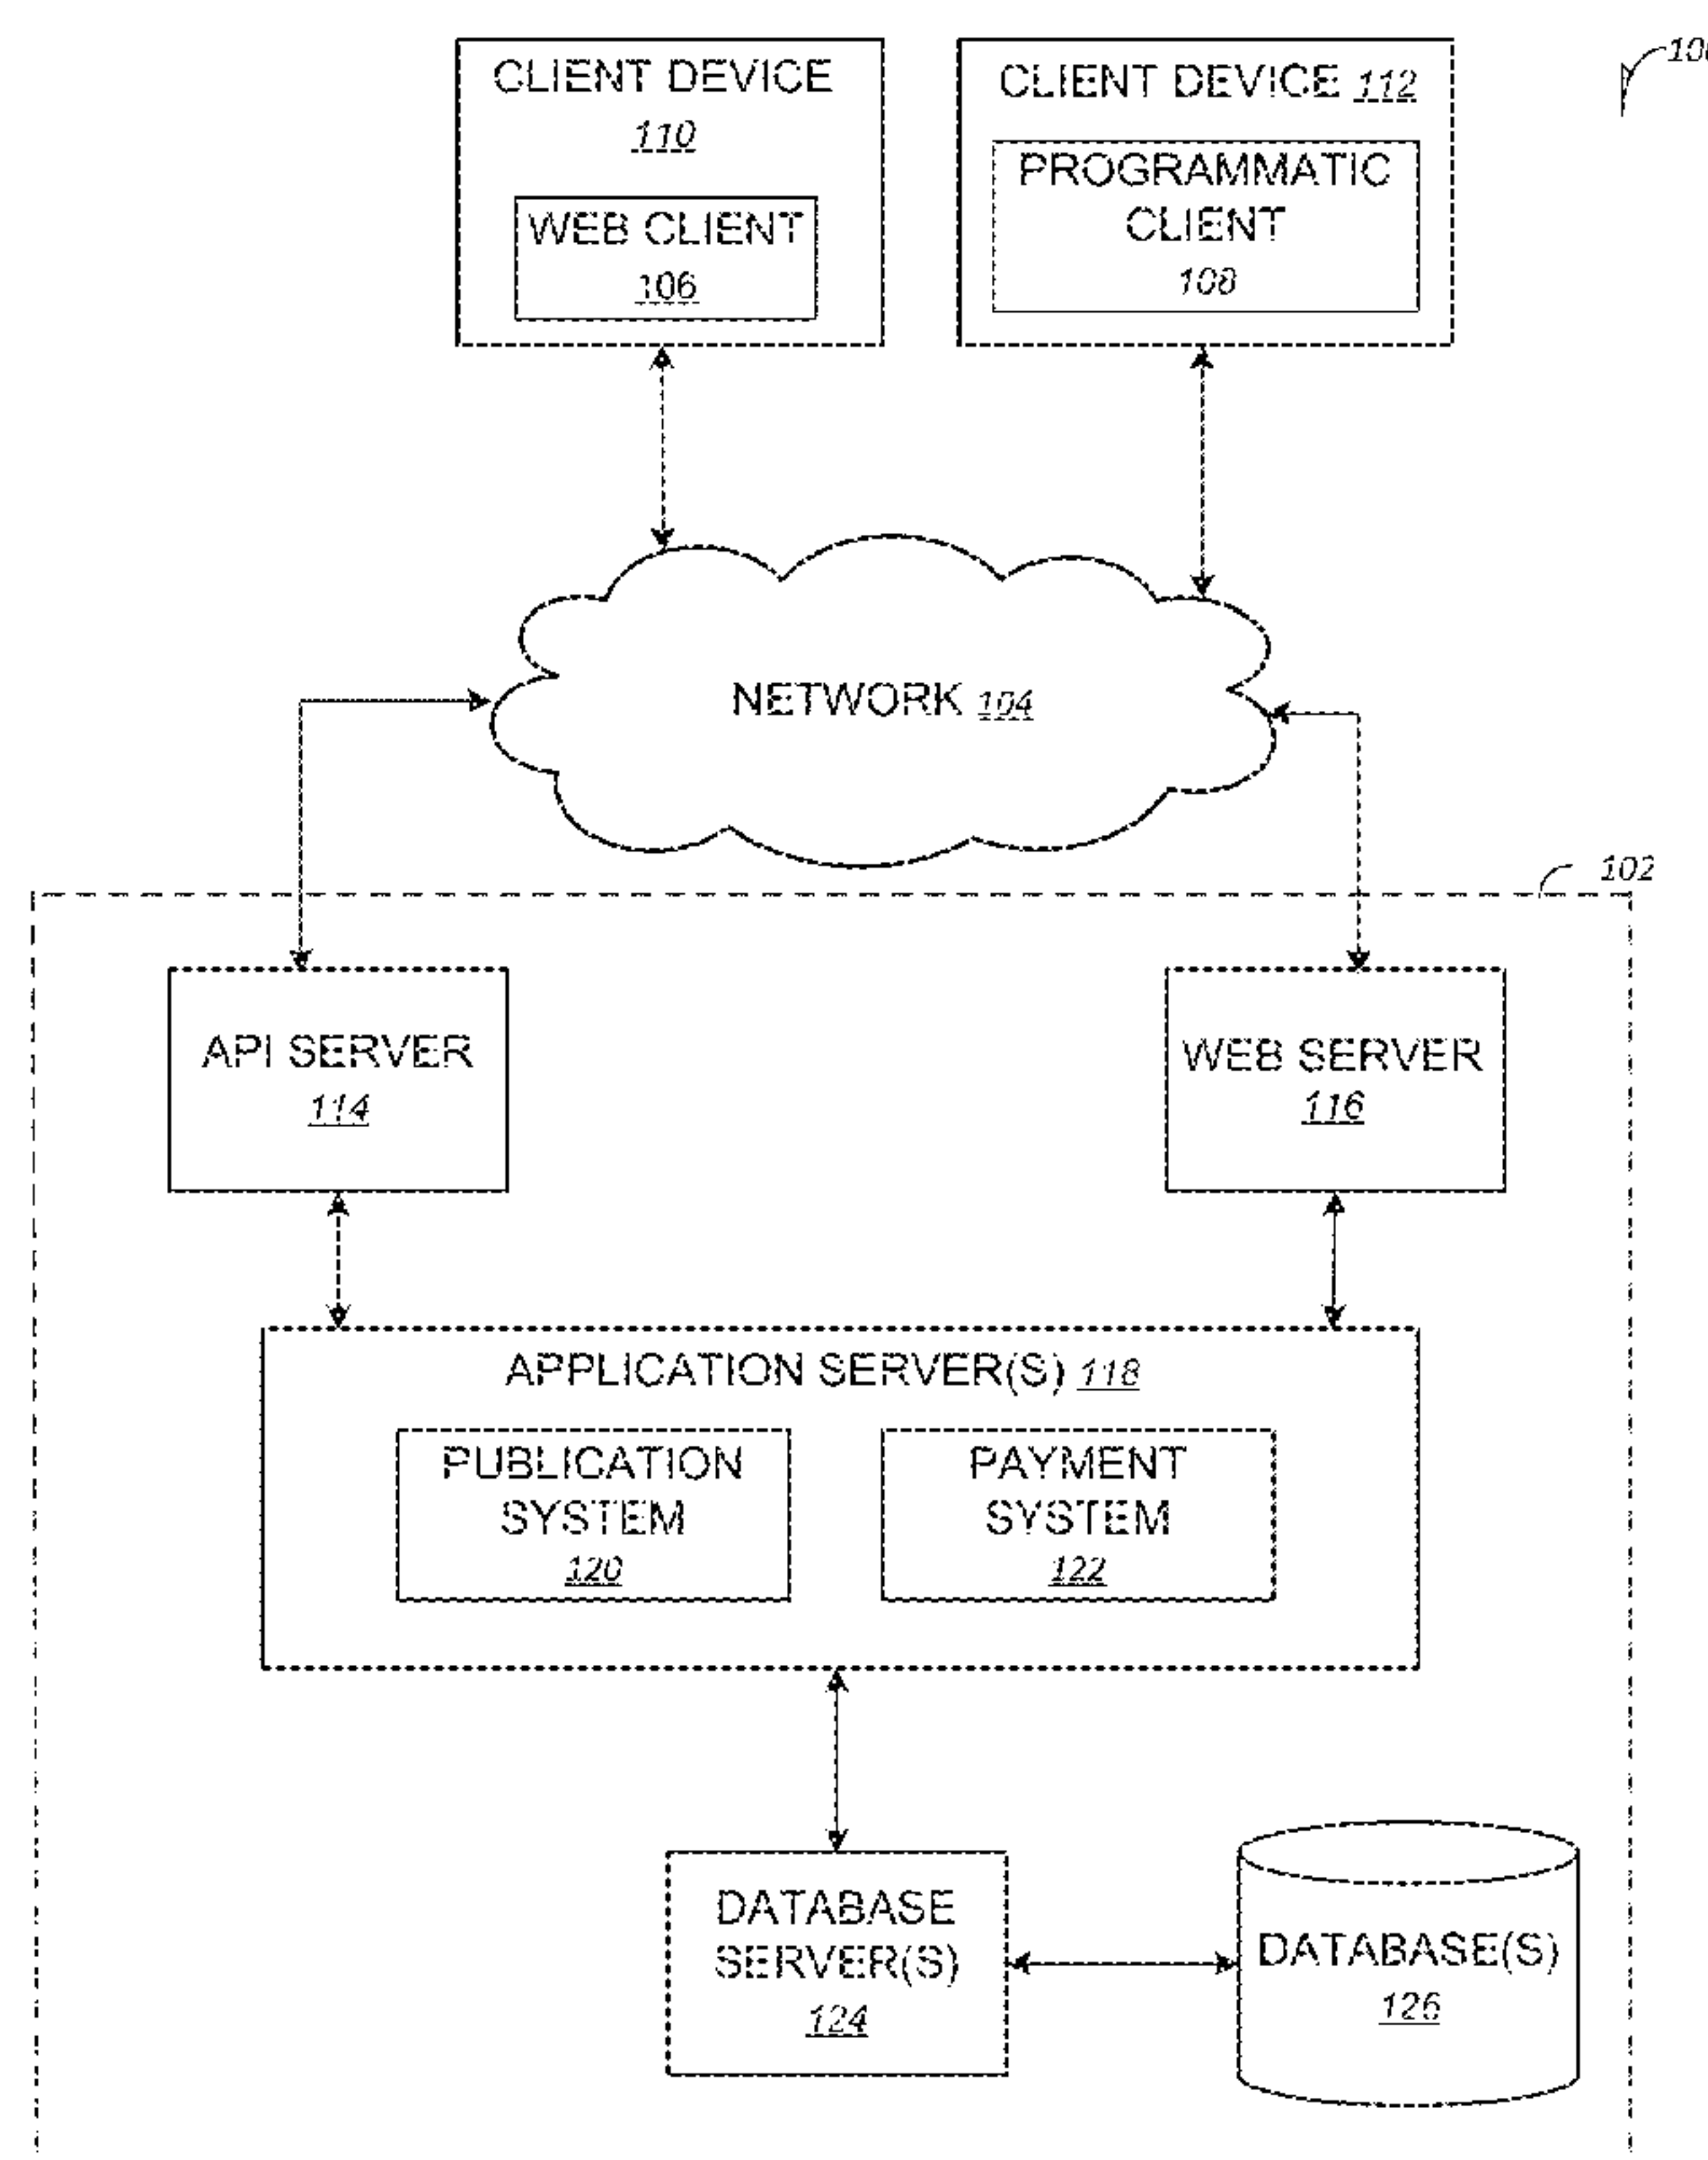 CLIENT DEVICE
110
WEB CLIENT
106
CLIENT DEVICE 112
PROGRAMMATIC
CLIENT
108
NETWORK 104
102
API SERVER
114
WEB SERVER
116
APPLICATION SERVER(S) 118
PUBLICATION
SYSTEM
120
PAYMENT
SYSTEM
122
DATABASE
SERVER(S)
124
DATABASE(S)
126